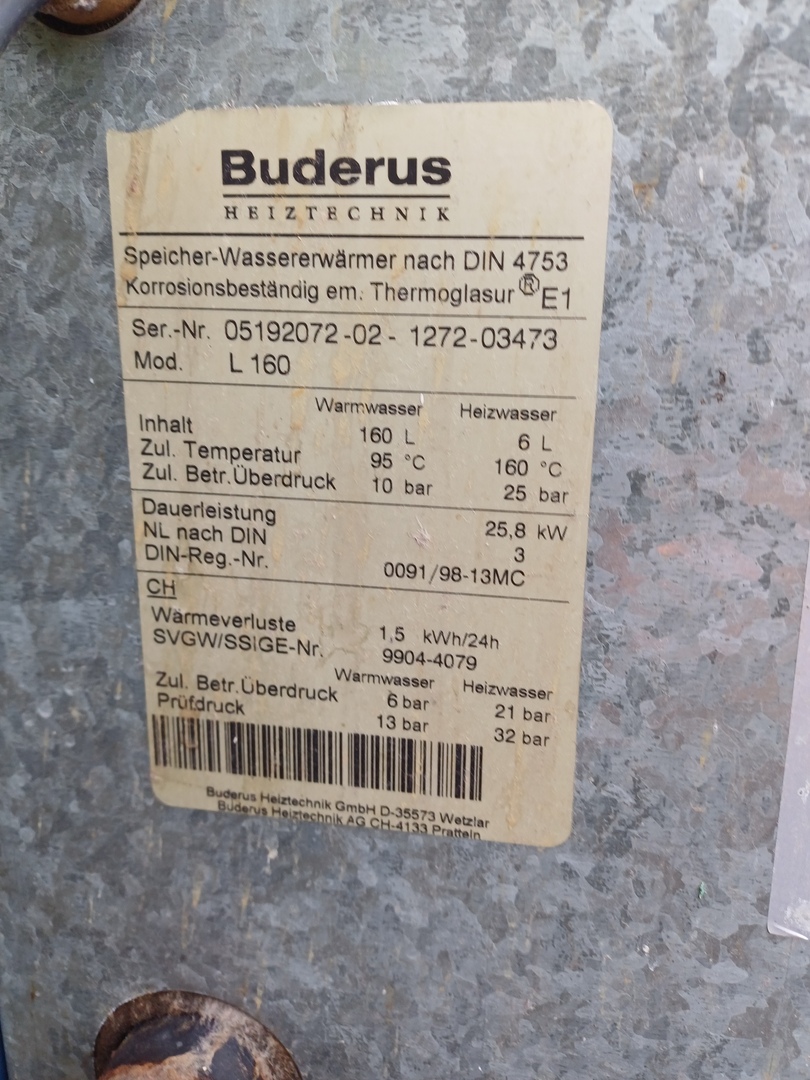 Buderus
HEIZTECHNIK
Speicher-Wassererwärmer nach DIN 4753
Korrosionsbeständig em. Thermoglasur ® E1
Ser.-Nr. 05192072-02- 1272-03473
Mod. L 160
Warmwasser Heizwasser
Inhalt 160 L 6 L
Zul. Temperatur 95 °C 160 °C
Zul. Betr.Überdruck 10 bar 25 bar
Dauerleistung 25,8 kW
NL nach DIN 3
DIN-Reg.-Nr. 0091/98-13MC
CH
Wärmeverluste 1,5 kWh/24h
SVGW/SSIGE-Nr. 9904-4079
Warmwasser Heizwasser
Zul. Betr.Überdruck 6 bar 21 bar
Prüfdruck 13 bar 32 bar
Buderus Heiztechnik GmbH D-35573 Wetzlar
Buderus Heiztechnik AG CH-4133 Pratteln